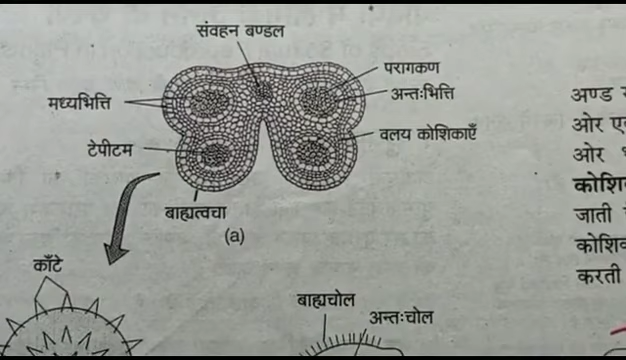 संवहन बण्डल
परागकण
मध्यभित्ति
अन्तःभित्ति
वलय कोशिकाएँ
टेपीटम
बाह्यत्वचा
(a)
काँटे
बाह्यचोल
अन्तःचोल
अण्ड
ओर
ओर
जाती
करती